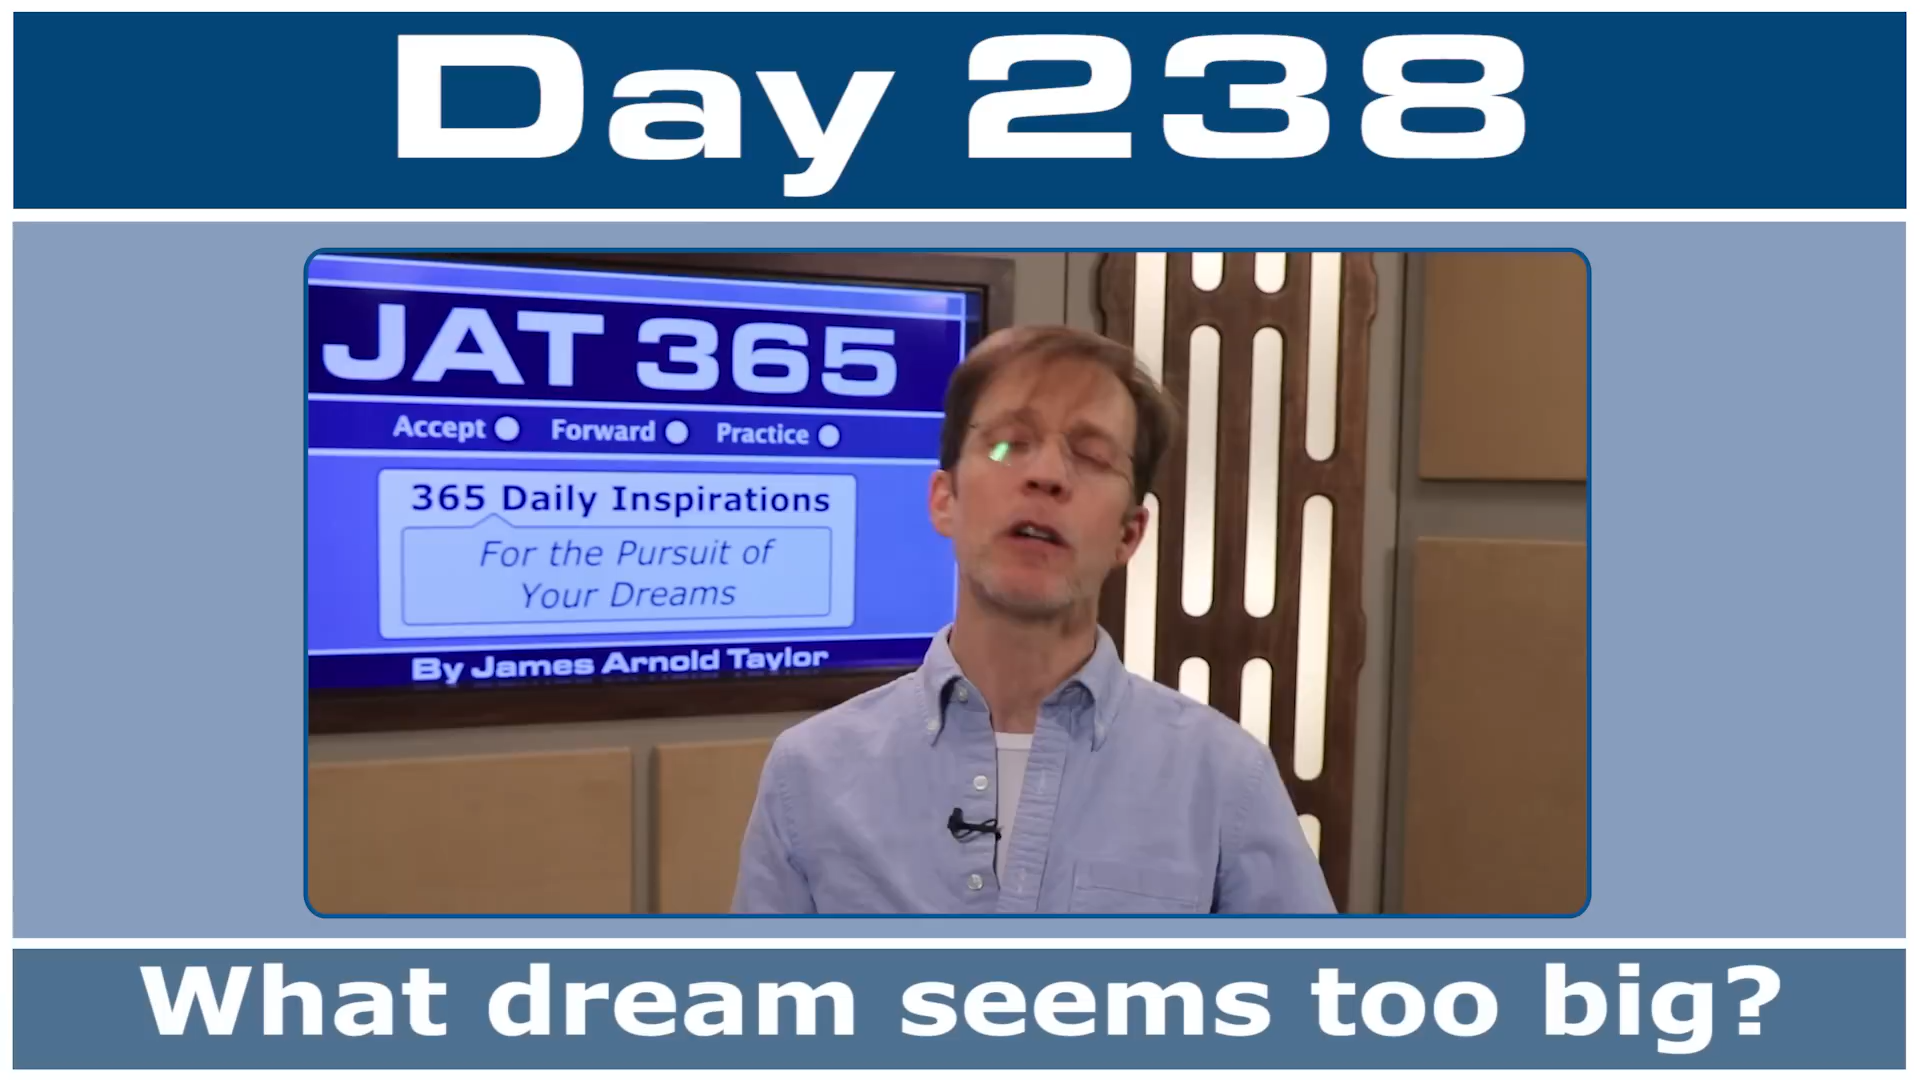 Day 238
JAT 365
Accept Forward Practice
365 Daily Inspirations
For the Pursuit of
Your Dreams
By James Arnold Taylor
What dream seems too big?